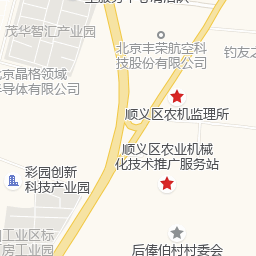 茂华智汇产业园
北京丰荣航空科
技股份有限公司
钓友之
京晶格领域
导体有限公司
顺义区农机监理所
顺义区农业机械
化技术推广服务站
彩园创新
科技产业园
工业区标
房工业园
后俸伯村村委会